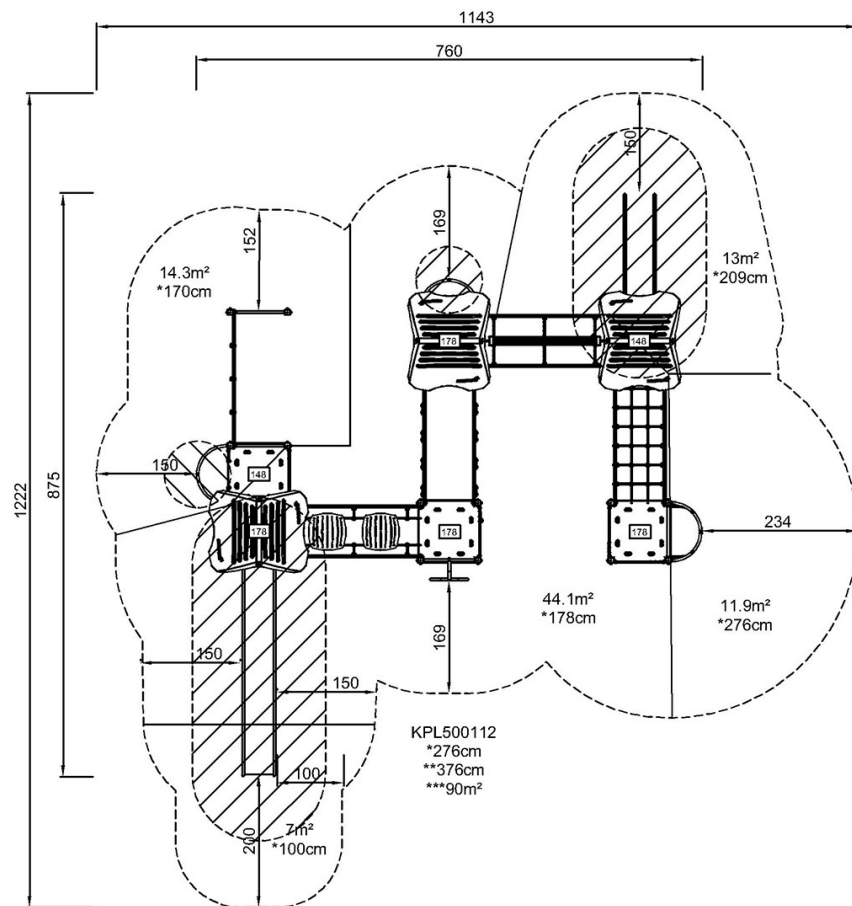 1143
760
150
169
152
14.3m²
*170cm
13m²
*209cm
178
148
1222
875
150
148
178
178
178
234
44.1m²
*178cm
11.9m²
*276cm
169
150
150
KPL500112
*276cm
**376cm
***90m²
100
7m²
*100cm
200